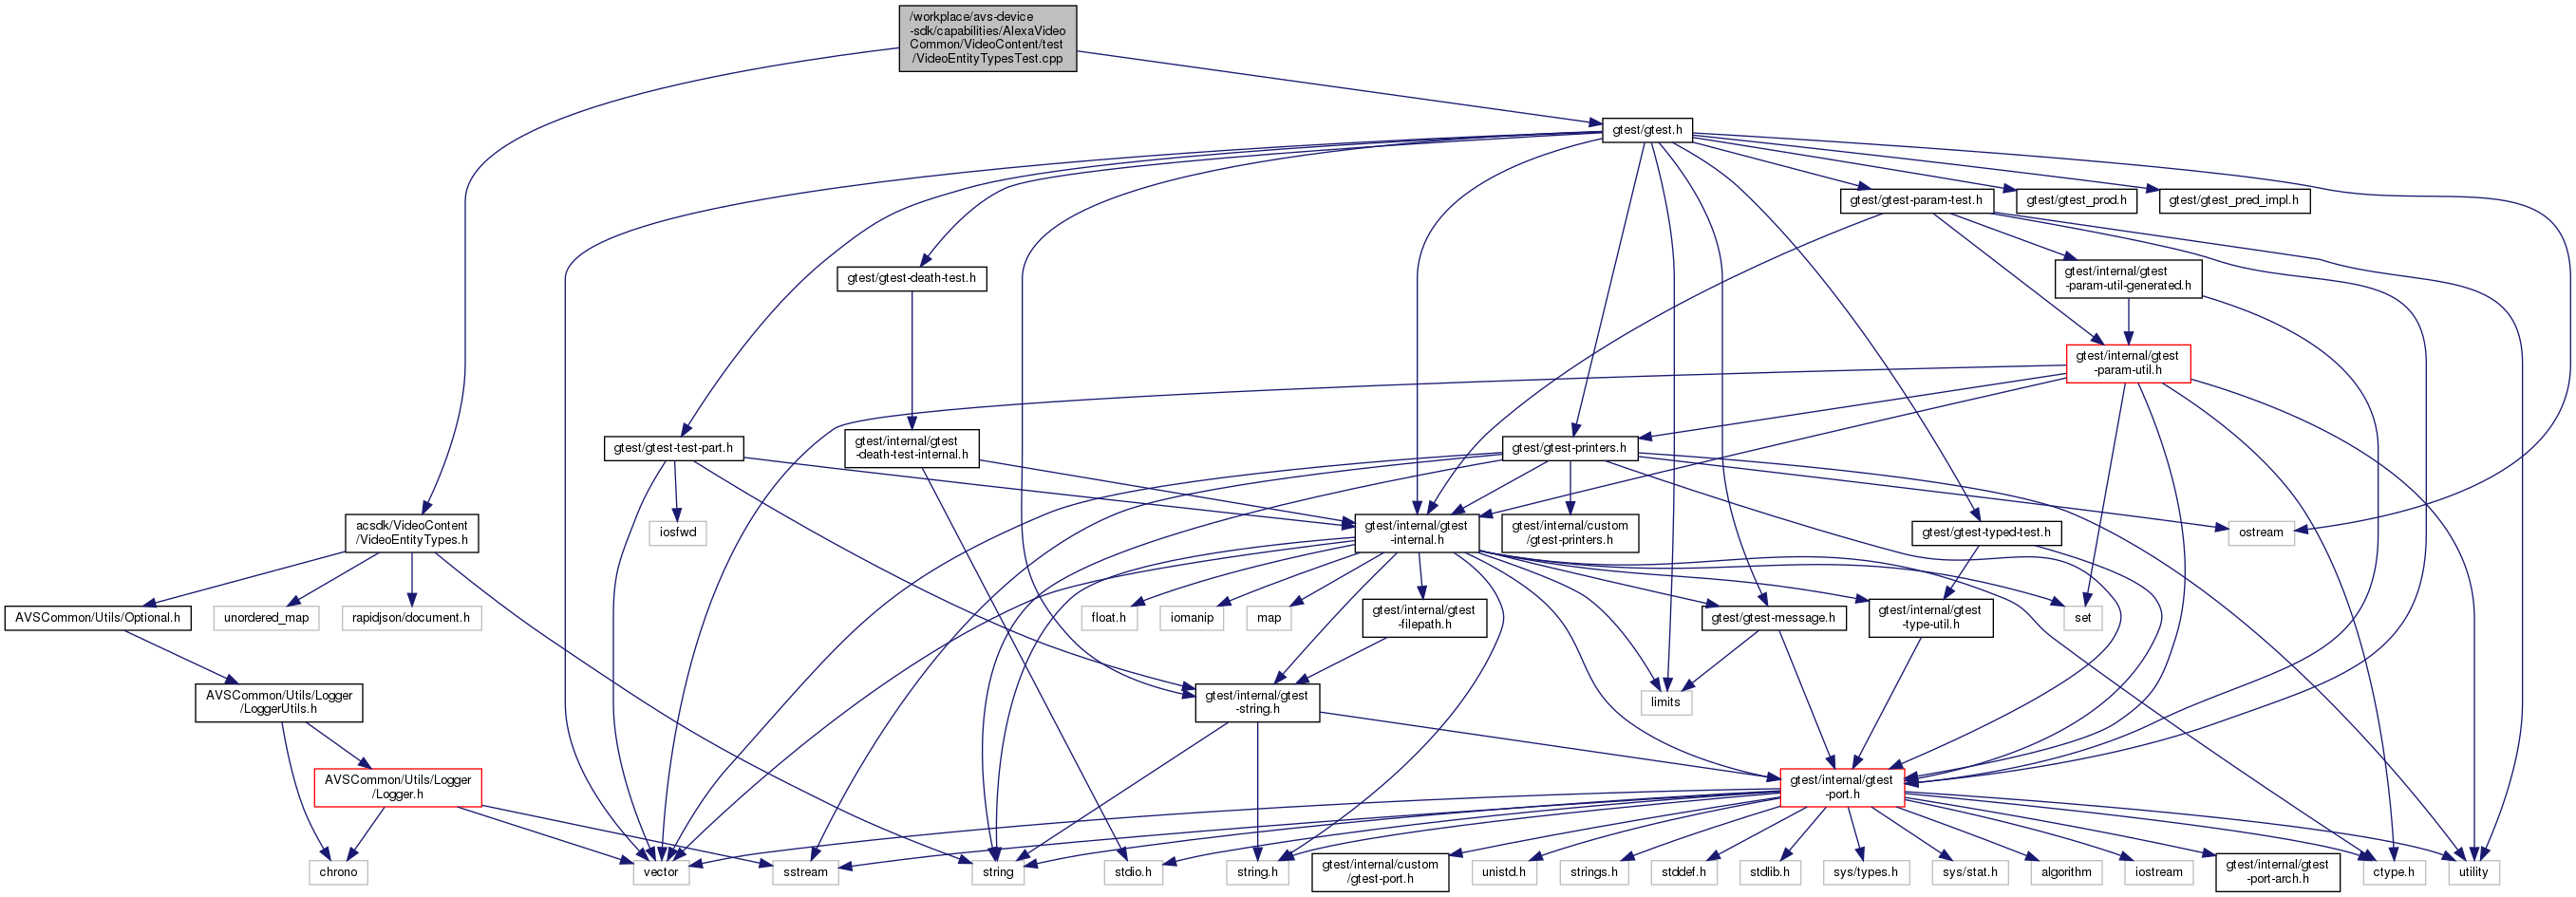 /workplace/avs-device
-sdk/capabilities/AlexaVideo
Common/VideoContent/test
/VideoEntityTypesTest.cpp
gtest/gtest.h
gtest/gtest-param-test.h
gtest/gtest_prod.h
gtest/gtest_pred_impl.h
gtest/gtest-death-test.h
gtest/internal/gtest
-param-util-generated.h
gtest/internal/gtest
-param-util.h
gtest/gtest-test-part.h
gtest/internal/gtest
-death-test-internal.h
gtest/gtest-printers.h
acsdk/VideoContent
/VideoEntityTypes.h
iosfwd
gtest/internal/gtest
-internal.h
gtest/internal/custom
/gtest-printers.h
gtest/gtest-typed-test.h
ostream
AVSCommon/Utils/Optional.h
unordered_map
rapidjson/document.h
float.h
iomanip
map
gtest/internal/gtest
-filepath.h
gtest/gtest-message.h
gtest/internal/gtest
-type-util.h
set
AVSCommon/Utils/Logger
/LoggerUtils.h
gtest/internal/gtest
-string.h
limits
AVSCommon/Utils/Logger
/Logger.h
gtest/internal/gtest
-port.h
chrono
vector
sstream
string
stdio.h
string.h
gtest/internal/custom
/gtest-port.h
unistd.h
strings.h
stddef.h
stdlib.h
sys/types.h
sys/stat.h
algorithm
iostream
gtest/internal/gtest
-port-arch.h
ctype.h
utility